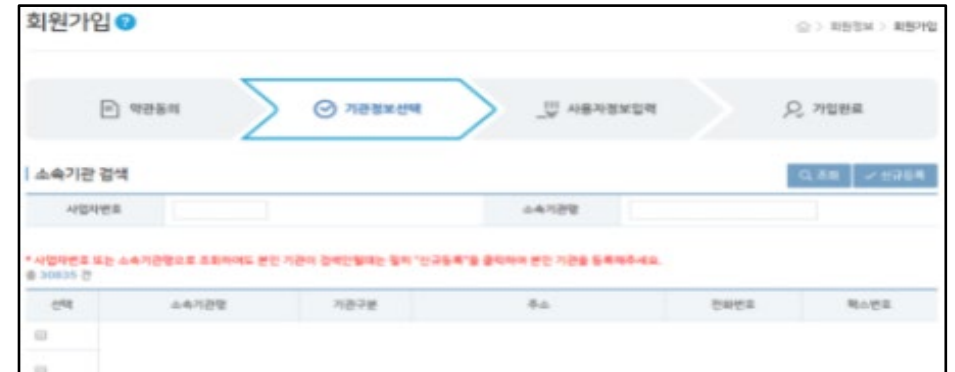 회원가입 ?
> 회원정보 > 회원가입
약관동의 기관정보선택 사용자정보입력 가입완료
소속기관 검색 조회 신규등록
사업자번호 소속기관명
* 사업자번호 또는 소속기관명으로 조회하여도 본인 기관이 검색안될때는 필히 "신규등록"을 클릭하여 본인 기관을 등록해주세요.
총 30835 건
선택 소속기관명 기관구분 주소 전화번호 팩스번호